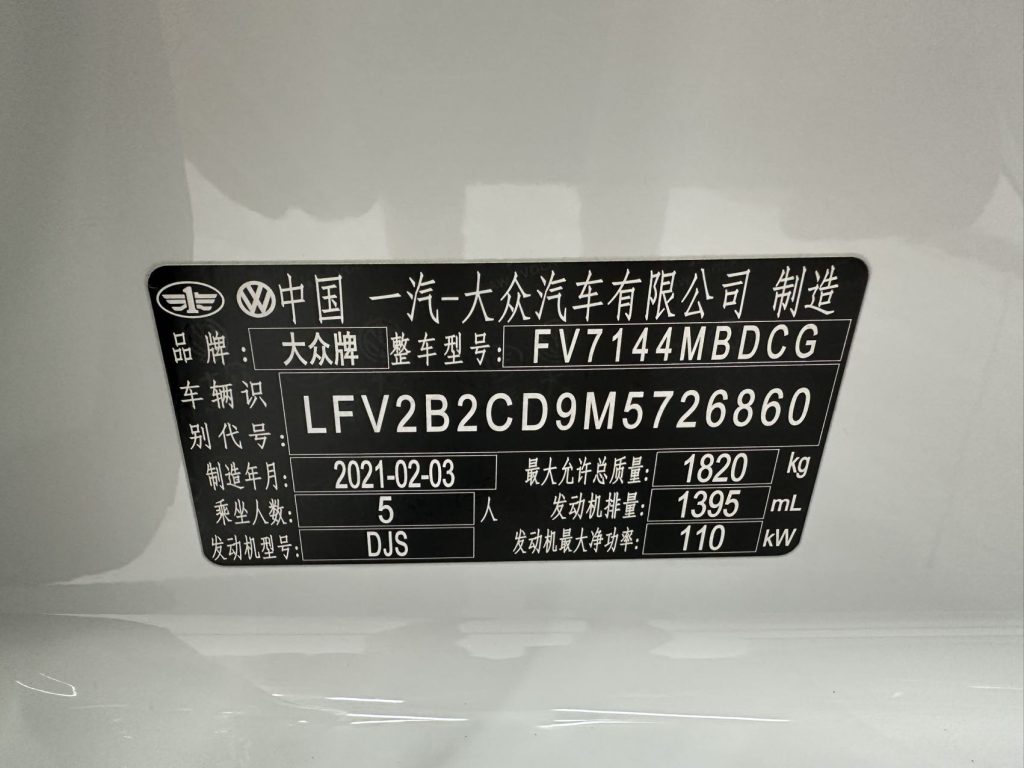 中国 一汽-大众汽车有限公司 制造
品牌: 大众牌 整车型号: FV7144MBDCG
车辆识别代号: LFV2B2CD9M5726860
制造年月: 2021-02-03 最大允许总质量: 1820 kg
乘坐人数: 5 人 发动机排量: 1395 mL
发动机型号: DJS 发动机最大净功率: 110 kW